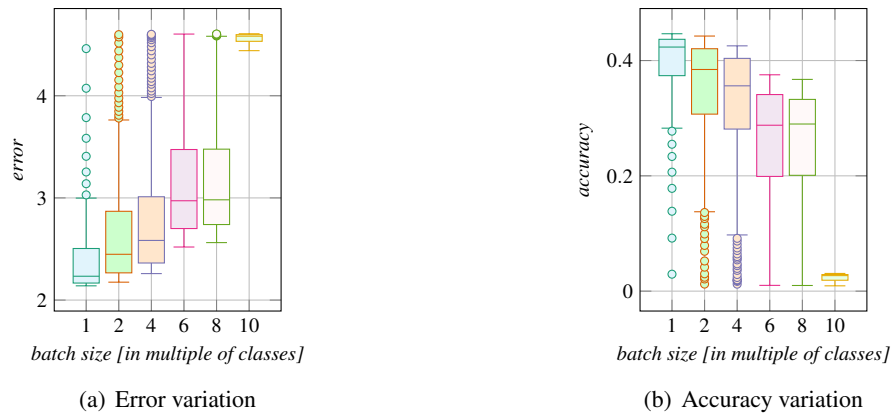 4
3
2
error
1 2 4 6 8 10
batch size [in multiple of classes]
(a) Error variation
0.4
0.2
0
accuracy
1 2 4 6 8 10
batch size [in multiple of classes]
(b) Accuracy variation